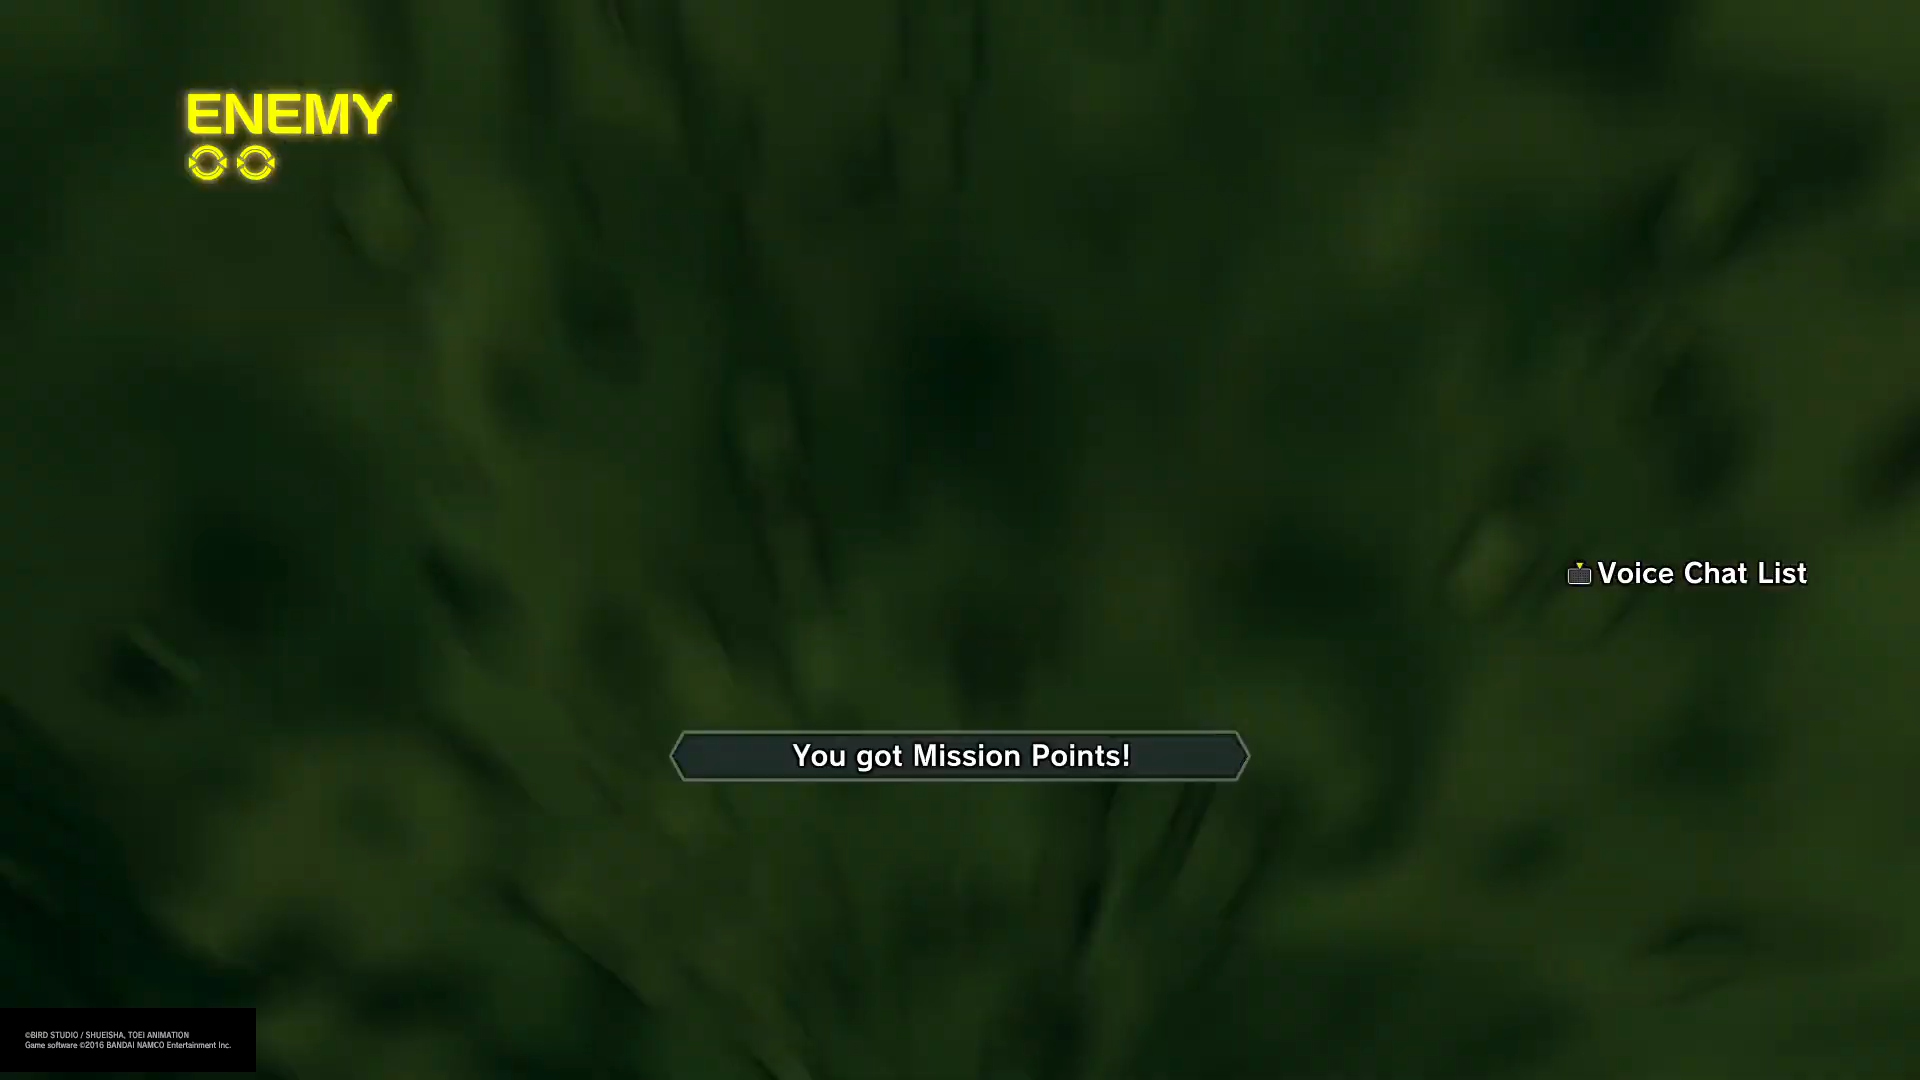 ENEMY
Voice Chat List
You got Mission Points!
©BIRD STUDIO / SHUEISHA, TOEI ANIMATION
Game software ©2016 BANDAI NAMCO Entertainment Inc.